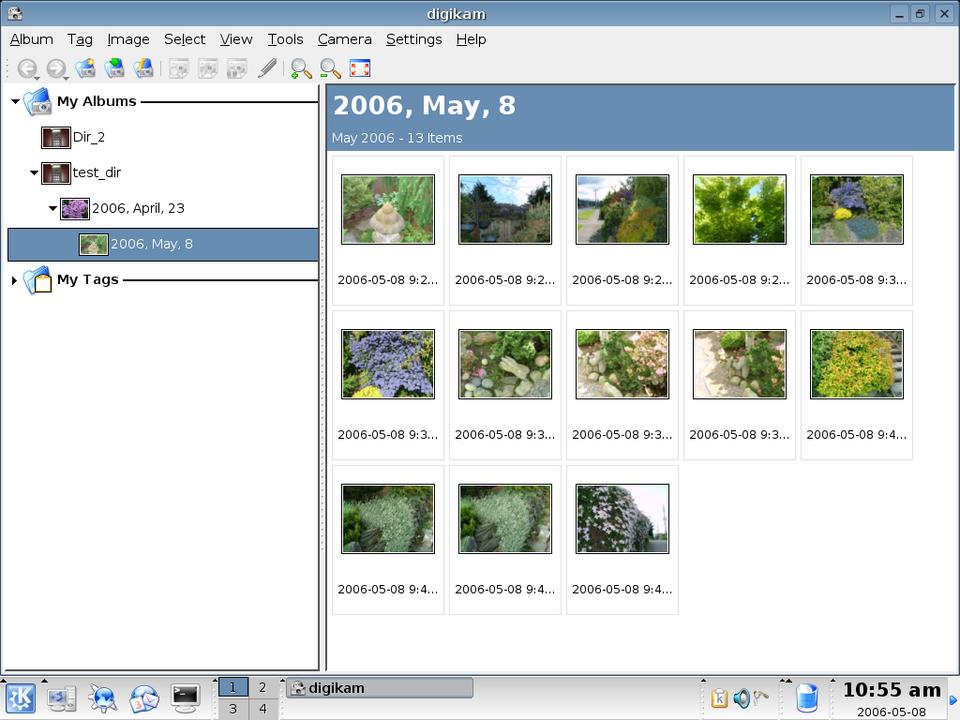 digikam
Album Tag Image Select View Tools Camera Settings Help
My Albums
Dir_2
test_dir
2006, April, 23
2006, May, 8
My Tags
2006, May, 8
May 2006 - 13 Items
2006-05-08 9:2... 2006-05-08 9:2... 2006-05-08 9:2... 2006-05-08 9:2... 2006-05-08 9:3...
2006-05-08 9:3... 2006-05-08 9:3... 2006-05-08 9:3... 2006-05-08 9:3... 2006-05-08 9:4...
2006-05-08 9:4... 2006-05-08 9:4... 2006-05-08 9:4...
1 2
3 4
digikam
10:55 am
2006-05-08